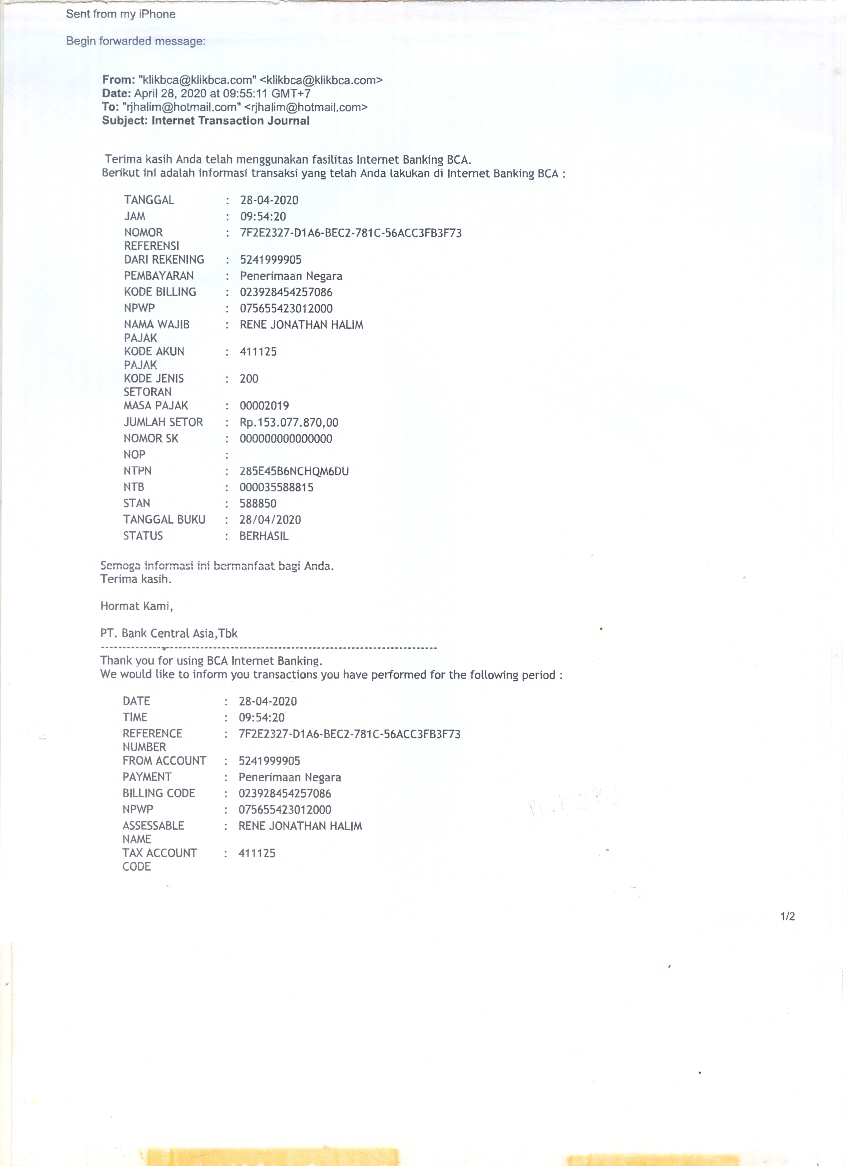 Sent from my iPhone
Begin forwarded message:
From: "klikbca@klikbca.com" <klikbca@klikbca.com>
Date: April 28, 2020 at 09:55:11 GMT+7
To: "rjhalim@hotmail.com" <rjhalim@hotmail.com>
Subject: Internet Transaction Journal
Terima kasih Anda telah menggunakan fasilitas Internet Banking BCA.
Berikut ini adalah informasi transaksi yang telah Anda lakukan di Internet Banking BCA :
TANGGAL : 28-04-2020
JAM : 09:54:20
NOMOR : 7F2E2327-D1A6-BEC2-781C-56ACC3FB3F73
REFERENSI
DARI REKENING : 5241999905
PEMBAYARAN : Penerimaan Negara
KODE BILLING : 023928454257086
NPWP : 075655423012000
NAMA WAJIB : RENE JONATHAN HALIM
PAJAK
KODE AKUN : 411125
PAJAK
KODE JENIS : 200
SETORAN
MASA PAJAK : 00002019
JUMLAH SETOR : Rp.153.077.870,00
NOMOR SK : 000000000000000
NOP :
NTPN : 285E45B6NCHQM6DU
NTB : 000035588815
STAN : 588850
TANGGAL BUKU : 28/04/2020
STATUS : BERHASIL
Semoga informasi ini bermanfaat bagi Anda.
Terima kasih.
Hormat Kami,
PT. Bank Central Asia,Tbk
Thank you for using BCA Internet Banking.
We would like to inform you transactions you have performed for the following period :
DATE : 28-04-2020
TIME : 09:54:20
REFERENCE : 7F2E2327-D1A6-BEC2-781C-56ACC3FB3F73
NUMBER
FROM ACCOUNT : 5241999905
PAYMENT : Penerimaan Negara
BILLING CODE : 023928454257086
NPWP : 075655423012000
ASSESSABLE : RENE JONATHAN HALIM
NAME
TAX ACCOUNT : 411125
CODE
1/2